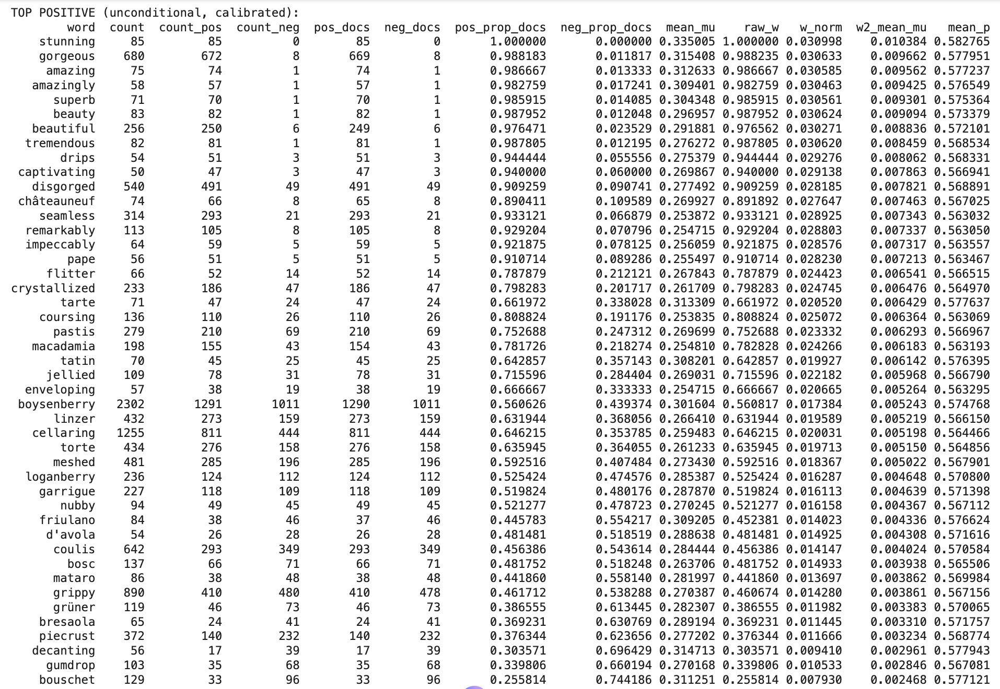 TOP POSITIVE (unconditional, calibrated):
word count count_pos count_neg pos_docs neg_docs pos_prop_docs neg_prop_docs mean_mu raw_w w_norm w2_mean_mu mean_p
stunning 85 85 0 85 0 1.000000 0.000000 0.335005 1.000000 0.030998 0.010384 0.582765
gorgeous 680 672 8 669 8 0.988183 0.011817 0.315408 0.988235 0.030633 0.009662 0.577951
amazing 75 74 1 74 1 0.986667 0.013333 0.312633 0.986667 0.030585 0.009562 0.577237
amazingly 58 57 1 57 1 0.982759 0.017241 0.309401 0.982759 0.030463 0.009425 0.576549
superb 71 70 1 70 1 0.985915 0.014085 0.304348 0.985915 0.030561 0.009301 0.575364
beauty 83 82 1 82 1 0.987952 0.012048 0.296957 0.987952 0.030624 0.009094 0.573379
beautiful 256 250 6 249 6 0.976471 0.023529 0.291881 0.976562 0.030271 0.008836 0.572101
tremendous 82 81 1 81 1 0.987805 0.012195 0.276272 0.987805 0.030620 0.008459 0.568534
drips 54 51 3 51 3 0.944444 0.055556 0.275379 0.944444 0.029276 0.008062 0.568331
captivating 50 47 3 47 3 0.940000 0.060000 0.269867 0.940000 0.029138 0.007863 0.566941
disgorged 540 491 49 491 49 0.909259 0.090741 0.277492 0.909259 0.028185 0.007821 0.568891
châteauneuf 74 66 8 65 8 0.890411 0.109589 0.269927 0.891892 0.027647 0.007463 0.567025
seamless 314 293 21 293 21 0.933121 0.066879 0.253872 0.933121 0.028925 0.007343 0.563032
remarkably 113 105 8 105 8 0.929204 0.070796 0.254715 0.929204 0.028803 0.007337 0.563050
impeccably 64 59 5 59 5 0.921875 0.078125 0.256059 0.921875 0.028576 0.007317 0.563557
pape 56 51 5 51 5 0.910714 0.089286 0.255497 0.910714 0.028230 0.007213 0.563467
flitter 66 52 14 52 14 0.787879 0.212121 0.267843 0.787879 0.024423 0.006541 0.566515
crystallized 233 186 47 186 47 0.798283 0.201717 0.261709 0.798283 0.024745 0.006476 0.564970
tarte 71 47 24 47 24 0.661972 0.338028 0.313309 0.661972 0.020520 0.006429 0.577637
coursing 136 110 26 110 26 0.808824 0.191176 0.253835 0.808824 0.025072 0.006364 0.563069
pastis 279 210 69 210 69 0.752688 0.247312 0.269699 0.752688 0.023332 0.006293 0.566967
macadamia 198 155 43 154 43 0.781726 0.218274 0.254810 0.782828 0.024266 0.006183 0.563193
tatin 70 45 25 45 25 0.642857 0.357143 0.308201 0.642857 0.019927 0.006142 0.576395
jellied 109 78 31 78 31 0.715596 0.284404 0.269031 0.715596 0.022182 0.005968 0.566790
enveloping 57 38 19 38 19 0.666667 0.333333 0.254715 0.666667 0.020665 0.005264 0.563295
boysenberry 2302 1291 1011 1290 1011 0.560626 0.439374 0.301604 0.560817 0.017384 0.005243 0.574768
linzer 432 273 159 273 159 0.631944 0.368056 0.266410 0.631944 0.019589 0.005219 0.566150
cellaring 1255 811 444 811 444 0.646215 0.353785 0.259483 0.646215 0.020031 0.005198 0.564466
torte 434 276 158 276 158 0.635945 0.364055 0.261233 0.635945 0.019713 0.005150 0.564856
meshed 481 285 196 285 196 0.592516 0.407484 0.273430 0.592516 0.018367 0.005022 0.567901
loganberry 236 124 112 124 112 0.525424 0.474576 0.285387 0.525424 0.016287 0.004648 0.570800
garrigue 227 118 109 118 109 0.519824 0.480176 0.287870 0.519824 0.016113 0.004639 0.571398
nubby 94 49 45 49 45 0.521277 0.478723 0.270245 0.521277 0.016158 0.004367 0.567112
friulano 84 38 46 37 46 0.445783 0.554217 0.309205 0.452381 0.014023 0.004336 0.576624
d'avola 54 26 28 26 28 0.481481 0.518519 0.288638 0.481481 0.014925 0.004308 0.571616
coulis 642 293 349 293 349 0.456386 0.543614 0.284444 0.456386 0.014147 0.004024 0.570584
bosc 137 66 71 66 71 0.481752 0.518248 0.263706 0.481752 0.014933 0.003938 0.565506
mataro 86 38 48 38 48 0.441860 0.558140 0.281997 0.441860 0.013697 0.003862 0.569984
grippy 890 410 480 410 478 0.461712 0.538288 0.270387 0.460674 0.014280 0.003861 0.567156
grüner 119 46 73 46 73 0.386555 0.613445 0.282307 0.386555 0.011982 0.003383 0.570065
bresaola 65 24 41 24 41 0.369231 0.630769 0.289194 0.369231 0.011445 0.003310 0.571757
piecrust 372 140 232 140 232 0.376344 0.623656 0.277202 0.376344 0.011666 0.003234 0.568774
decanting 56 17 39 17 39 0.303571 0.696429 0.314713 0.303571 0.009410 0.002961 0.577943
gumdrop 103 35 68 35 68 0.339806 0.660194 0.270168 0.339806 0.010533 0.002846 0.567081
bouschet 129 33 96 33 96 0.255814 0.744186 0.311251 0.255814 0.007930 0.002468 0.577121